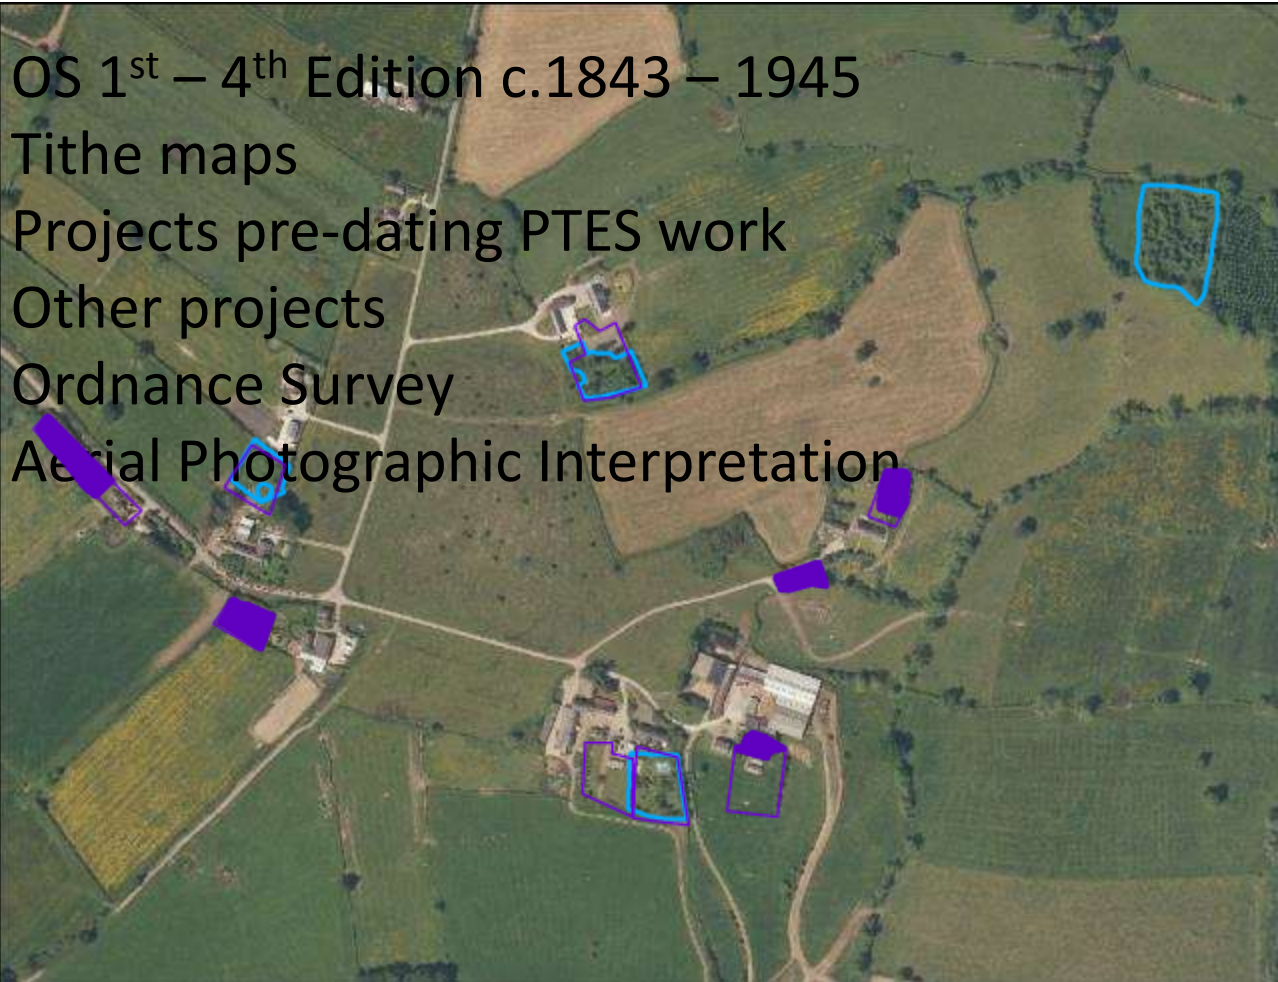 OS 1st – 4th Edition c.1843 – 1945
Tithe maps
Projects pre-dating PTES work
Other projects
Ordnance Survey
Aerial Photographic Interpretation